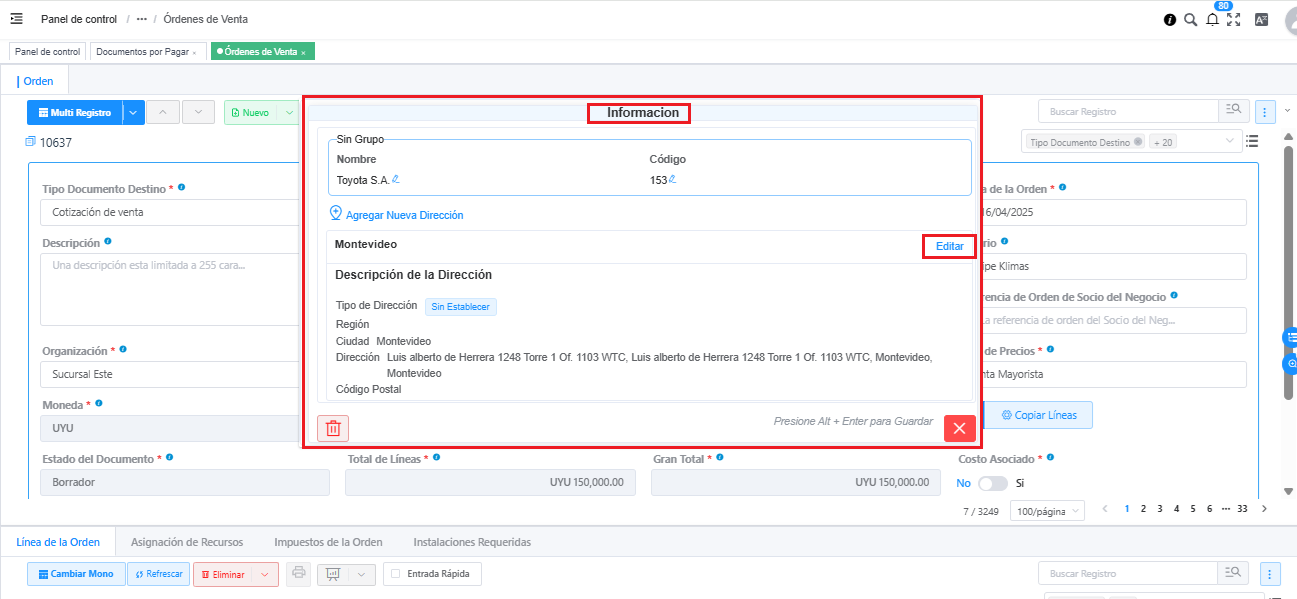 Panel de control / ••• / Órdenes de Venta
80
Panel de control
Documentos por Pagar ×
Órdenes de Venta ×
Orden
Multi Registro
Nuevo
Informacion
Buscar Registro
10637
Tipo Documento Destino
+ 20
Sin Grupo
Nombre
Código
Toyota S.A.
153
Agregar Nueva Dirección
Montevideo
Editar
Descripción de la Dirección
Tipo de Dirección
Sin Establecer
Región
Ciudad Montevideo
Dirección Luis alberto de Herrera 1248 Torre 1 Of. 1103 WTC, Luis alberto de Herrera 1248 Torre 1 Of. 1103 WTC, Montevideo,
Montevideo
Código Postal
Presione Alt + Enter para Guardar
Tipo Documento Destino *
Cotización de venta
Descripción
Una descripción esta limitada a 255 cara...
Organización *
Sucursal Este
Moneda *
UYU
a de la Orden *
16/04/2025
rio
ipe Klimas
rencia de Orden de Socio del Negocio
La referencia de orden del Socio del Neg...
de Precios *
nta Mayorista
Copiar Líneas
Estado del Documento *
Borrador
Total de Líneas *
UYU 150,000.00
Gran Total *
UYU 150,000.00
Costo Asociado *
No
Si
7 / 3249
100/página
1 2 3 4 5 6 ••• 33
Línea de la Orden
Asignación de Recursos
Impuestos de la Orden
Instalaciones Requeridas
Cambiar Mono
Refrescar
Eliminar
Entrada Rápida
Buscar Registro